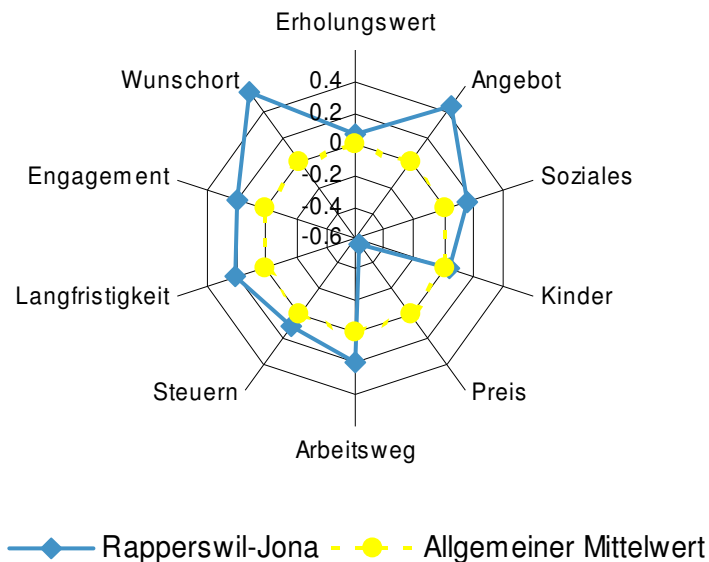 Erholungswert
Wunschort
Angebot
0.4
0.2
0
-0.2
-0.4
-0.6
Engagement
Soziales
Langfristigkeit
Kinder
Steuern
Preis
Arbeitsweg
Rapperswil-Jona
Allgemeiner Mittelwert